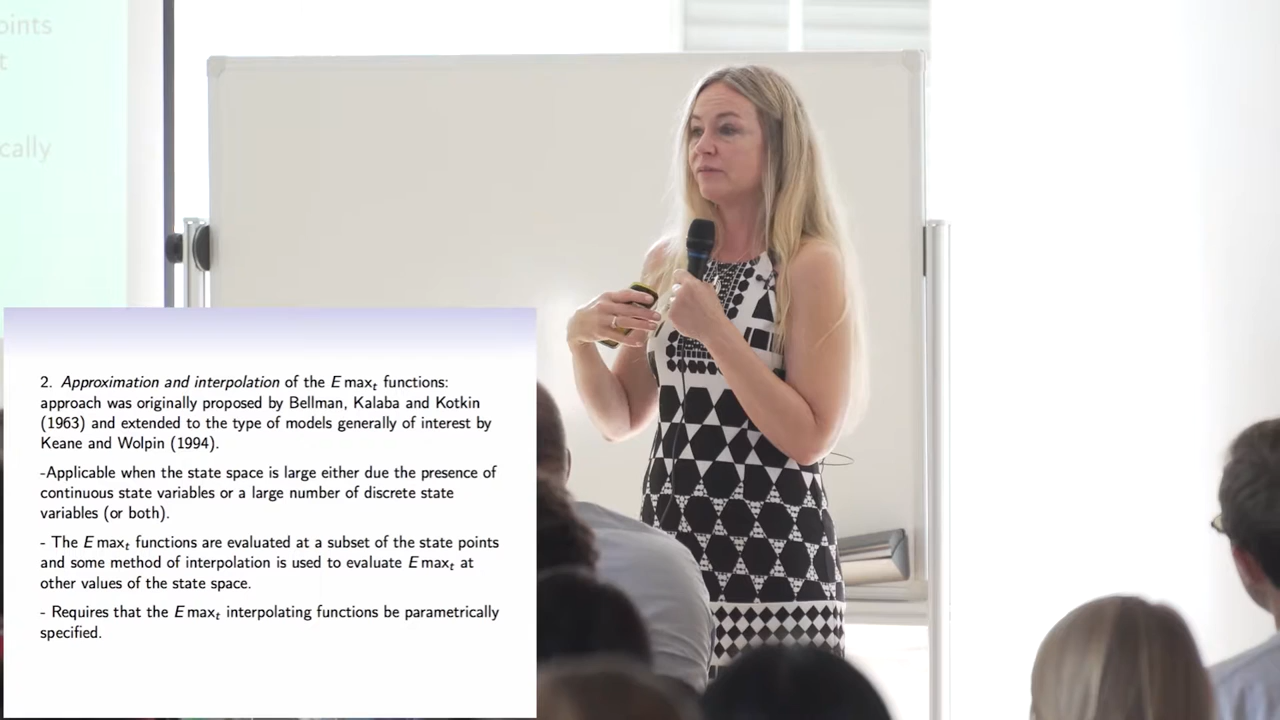 oints
t
cally
2. Approximation and interpolation of the E maxₜ functions:
approach was originally proposed by Bellman, Kalaba and Kotkin
(1963) and extended to the type of models generally of interest by
Keane and Wolpin (1994).
-Applicable when the state space is large either due the presence of
continuous state variables or a large number of discrete state
variables (or both).
- The E maxₜ functions are evaluated at a subset of the state points
and some method of interpolation is used to evaluate E maxₜ at
other values of the state space.
- Requires that the E maxₜ interpolating functions be parametrically
specified.